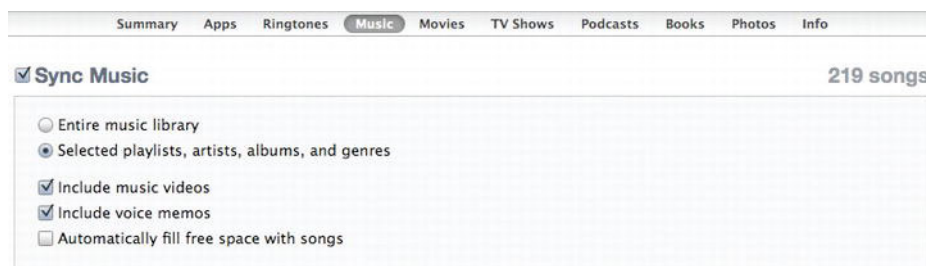 Summary Apps Ringtones Music Movies TV Shows Podcasts Books Photos Info
Sync Music 219 songs
Entire music library
Selected playlists, artists, albums, and genres
Include music videos
Include voice memos
Automatically fill free space with songs